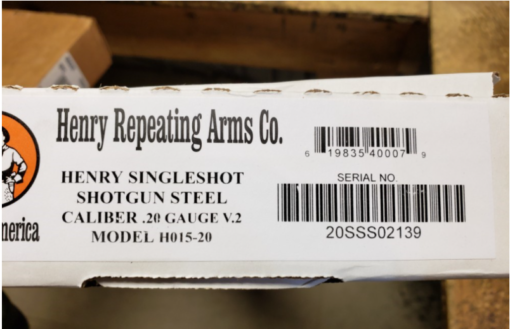 Henry Repeating Arms Co.
6 19835 40007 9
HENRY SINGLESHOT
SHOTGUN STEEL
CALIBER .20 GAUGE V.2
MODEL H015-20
SERIAL NO.
20SSS02139